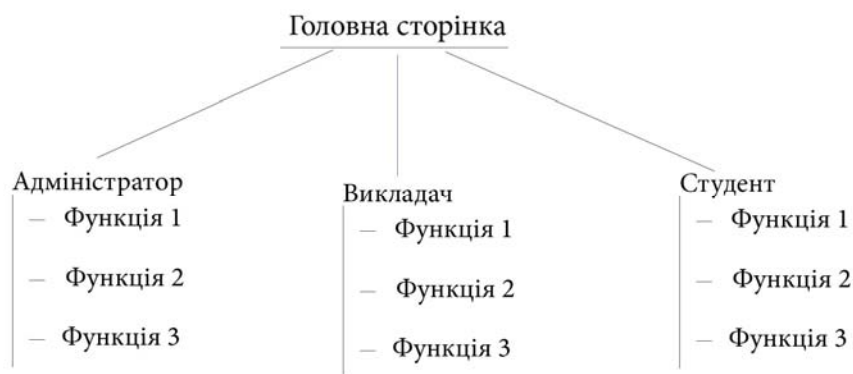 Головна сторінка
Адміністратор
– Функція 1
– Функція 2
– Функція 3
Викладач
– Функція 1
– Функція 2
– Функція 3
Студент
– Функція 1
– Функція 2
– Функція 3